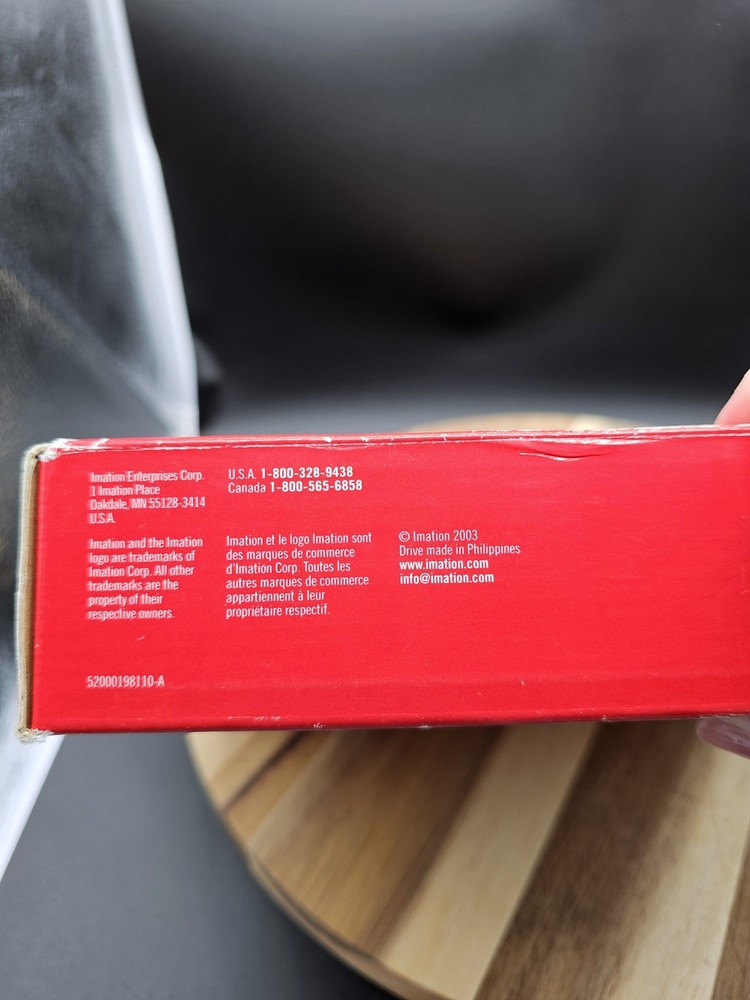 Imation Enterprises Corp.
1 Imation Place
Oakdale, MN 55128-3414
U.S.A.
U.S.A. 1-800-328-9438
Canada 1-800-565-6858
Imation and the Imation
logo are trademarks of
Imation Corp. All other
trademarks are the
property of their
respective owners.
Imation et le logo Imation sont
des marques de commerce
d'Imation Corp. Toutes les
autres marques de commerce
appartiennent à leur
propriétaire respectif.
© Imation 2003
Drive made in Philippines
www.imation.com
info@imation.com
52000198110-A